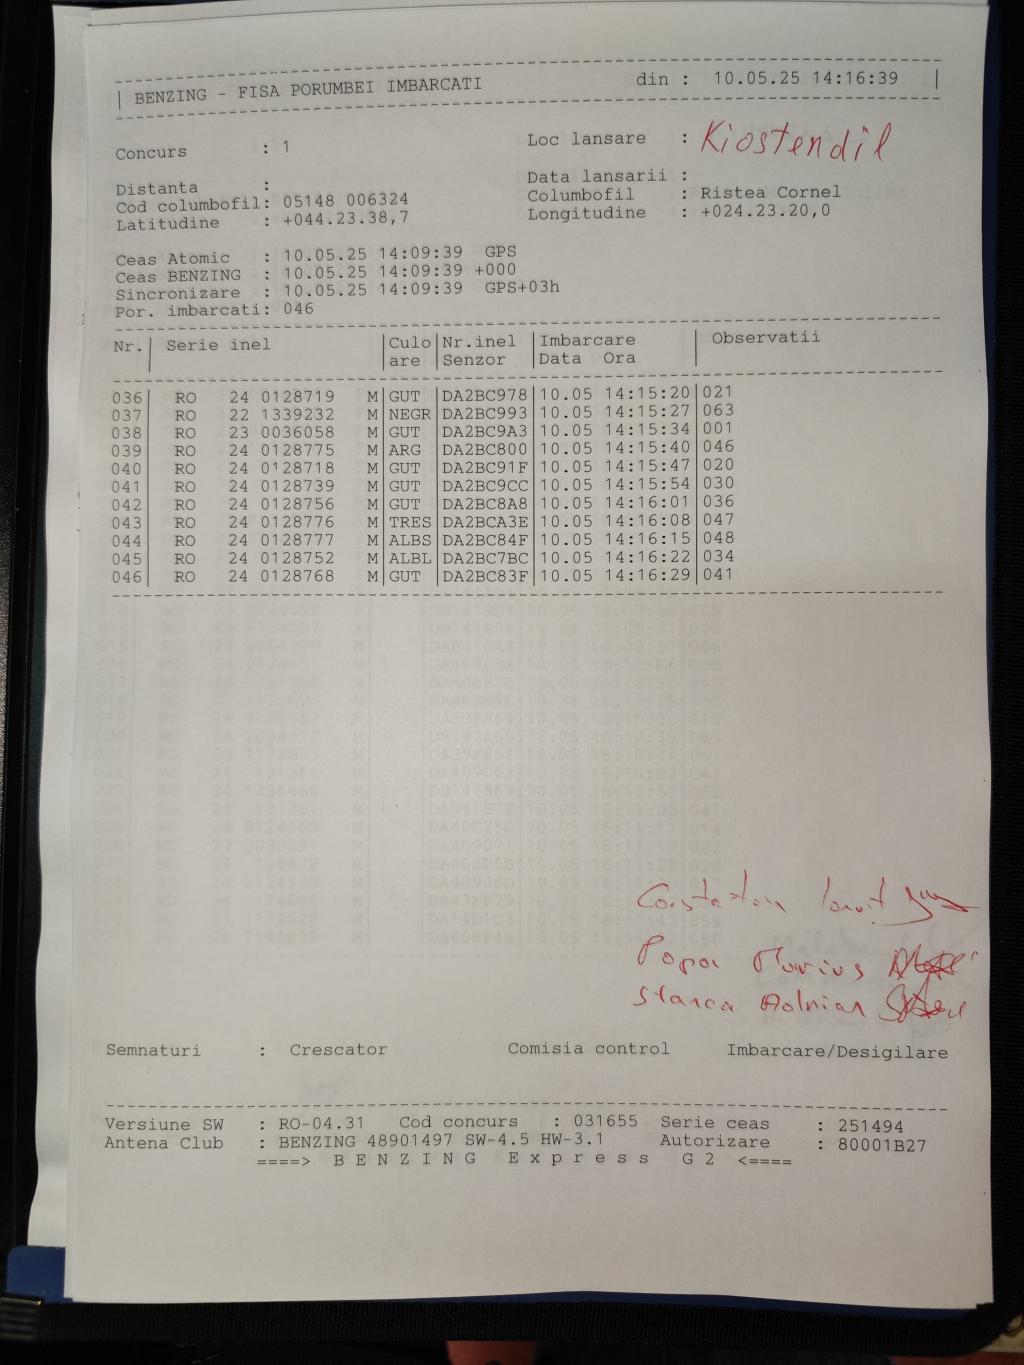 BENZING - FISA PORUMBEI IMBARCATI din : 10.05.25 14:16:39
Concurs : 1 Loc lansare : Kiostendil
Distanta : Data lansarii :
Cod columbofil: 05148 006324 Columbofil : Ristea Cornel
Latitudine : +044.23.38,7 Longitudine : +024.23.20,0
Ceas Atomic : 10.05.25 14:09:39 GPS
Ceas BENZING : 10.05.25 14:09:39 +000
Sincronizare : 10.05.25 14:09:39 GPS+03h
Por. imbarcati: 046
Nr. Serie inel Culo Nr.inel Imbarcare Observatii
are Senzor Data Ora
036 RO 24 0128719 M GUT DA2BC978 10.05 14:15:20 021
037 RO 22 1339232 M NEGR DA2BC993 10.05 14:15:27 063
038 RO 23 0036058 M GUT DA2BC9A3 10.05 14:15:34 001
039 RO 24 0128775 M ARG DA2BC800 10.05 14:15:40 046
040 RO 24 0128718 M GUT DA2BC91F 10.05 14:15:47 020
041 RO 24 0128739 M GUT DA2BC9CC 10.05 14:15:54 030
042 RO 24 0128756 M GUT DA2BC8A8 10.05 14:16:01 036
043 RO 24 0128776 M TRES DA2BCA3E 10.05 14:16:08 047
044 RO 24 0128777 M ALBS DA2BC84F 10.05 14:16:15 048
045 RO 24 0128752 M ALBL DA2BC7BC 10.05 14:16:22 034
046 RO 24 0128768 M GUT DA2BC83F 10.05 14:16:29 041
Popa Marius
Stanca Adrian
Semnaturi : Crescator Comisia control Imbarcare/Desigilare
Versiune SW : RO-04.31 Cod concurs : 031655 Serie ceas : 251494
Antena Club : BENZING 48901497 SW-4.5 HW-3.1 Autorizare : 80001B27
====> B E N Z I N G E x p r e s s G 2 <====